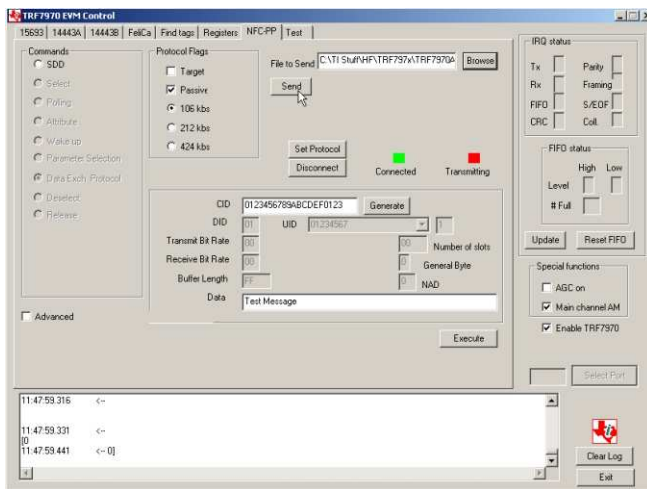 TRF7970 EVM Control
15693 14443A 14443B FeliCa Find tags Registers NFC-PP Test
Commands
SDD
Select
Polling
Attribute
Wake up
Parameter Selection
Data Exch. Protocol
Deselect
Release
Advanced
Protocol Flags
Target
Passive
106 kbs
212 kbs
424 kbs
File to Send C:\TI Stuff\HF\TRF797x\TRF7970A Browse
Send
Set Protocol
Disconnect
Connected
Transmitting
CID 0123456789ABCDEF0123 Generate
DID 01 UID 01234567 1
Transmit Bit Rate 00 00 Number of slots
Receive Bit Rate 00 0 General Byte
Buffer Length FF 0 NAD
Data Test Message
Execute
IRQ status
Tx Parity
Rx Framing
FIFO S/EOF
CRC Coll.
FIFO status
High Low
Level
# Full
Update Reset FIFO
Special functions
AGC on
Main channel AM
Enable TRF7970
Select Port
11:47:59.316 <--
11:47:59.331 <--
[0
11:47:59.441 <-- 0]
Clear Log
Exit